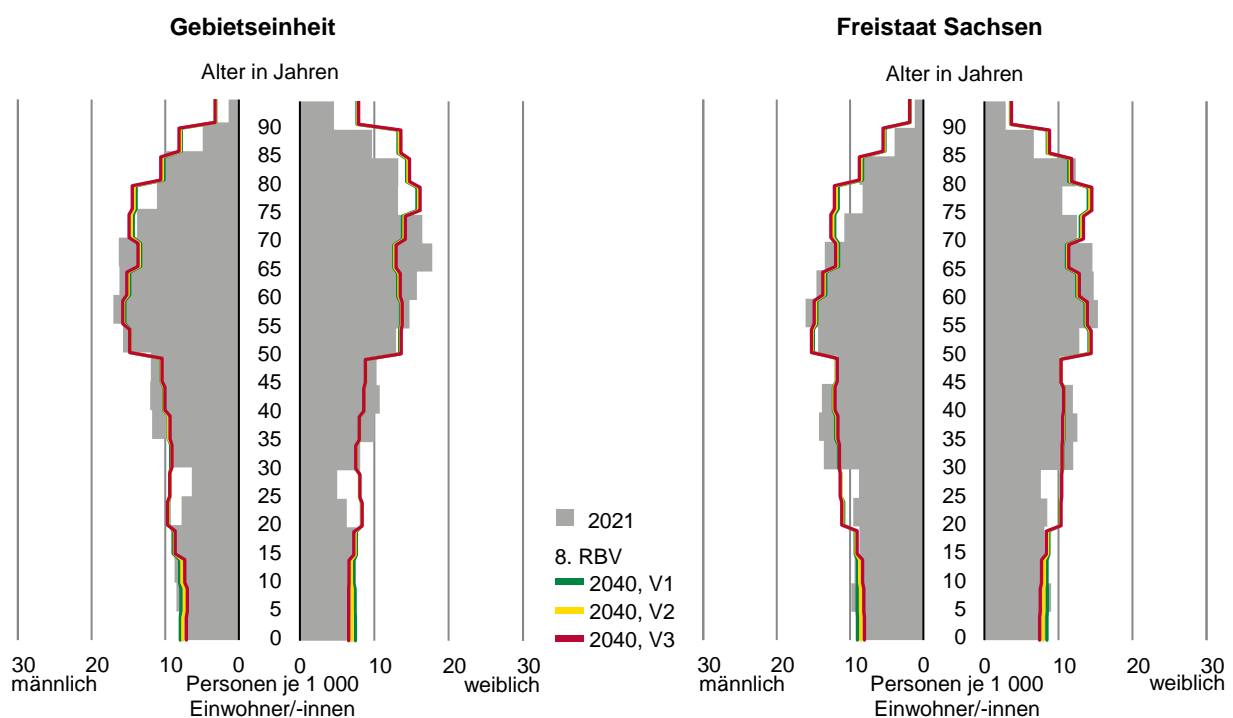 Gebietseinheit
Alter in Jahren
90
85
80
75
70
65
60
55
50
45
40
35
30
25
20
15
10
5
0
30 20 10 0 0 10 20 30
männlich Personen je 1 000 weiblich
Einwohner/-innen
2021
8. RBV
2040, V1
2040, V2
2040, V3
Freistaat Sachsen
Alter in Jahren
90
85
80
75
70
65
60
55
50
45
40
35
30
25
20
15
10
5
0
30 20 10 0 0 10 20 30
männlich Personen je 1 000 weiblich
Einwohner/-innen